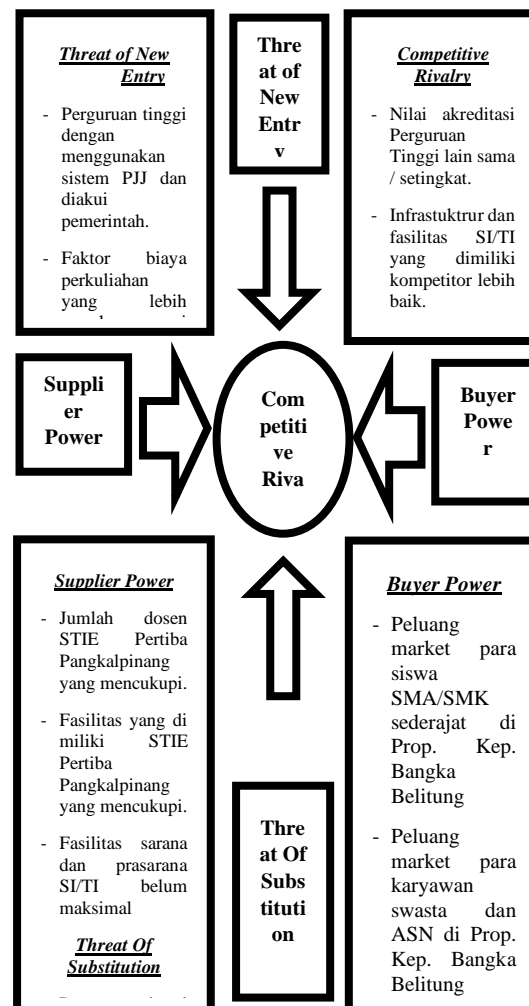 Threat of New
Entry
- Perguruan tinggi
dengan
menggunakan
sistem PJJ dan
diakui
pemerintah.
- Faktor biaya
perkuliahan
yang lebih
Thre
at of
New
Entr
Competitive
Rivalry
- Nilai akreditasi
Perguruan
Tinggi lain sama
/ setingkat.
- Infrastuktrur dan
fasilitas SI/TI
yang dimiliki
kompetitor lebih
baik.
Suppli
er
Power
Com
petiti
ve
Riva
Buyer
Powe
r
Supplier Power
- Jumlah dosen
STIE Pertiba
Pangkalpinang
yang mencukupi.
- Fasilitas yang di
miliki STIE
Pertiba
Pangkalpinang
yang mencukupi.
- Fasilitas sarana
dan prasarana
SI/TI belum
maksimal
Threat Of
Substitution
Thre
at Of
Subs
tituti
on
Buyer Power
- Peluang
market para
siswa
SMA/SMK
sederajat di
Prop. Kep.
Bangka
Belitung
- Peluang
market para
karyawan
swasta dan
ASN di Prop.
Kep. Bangka
Belitung